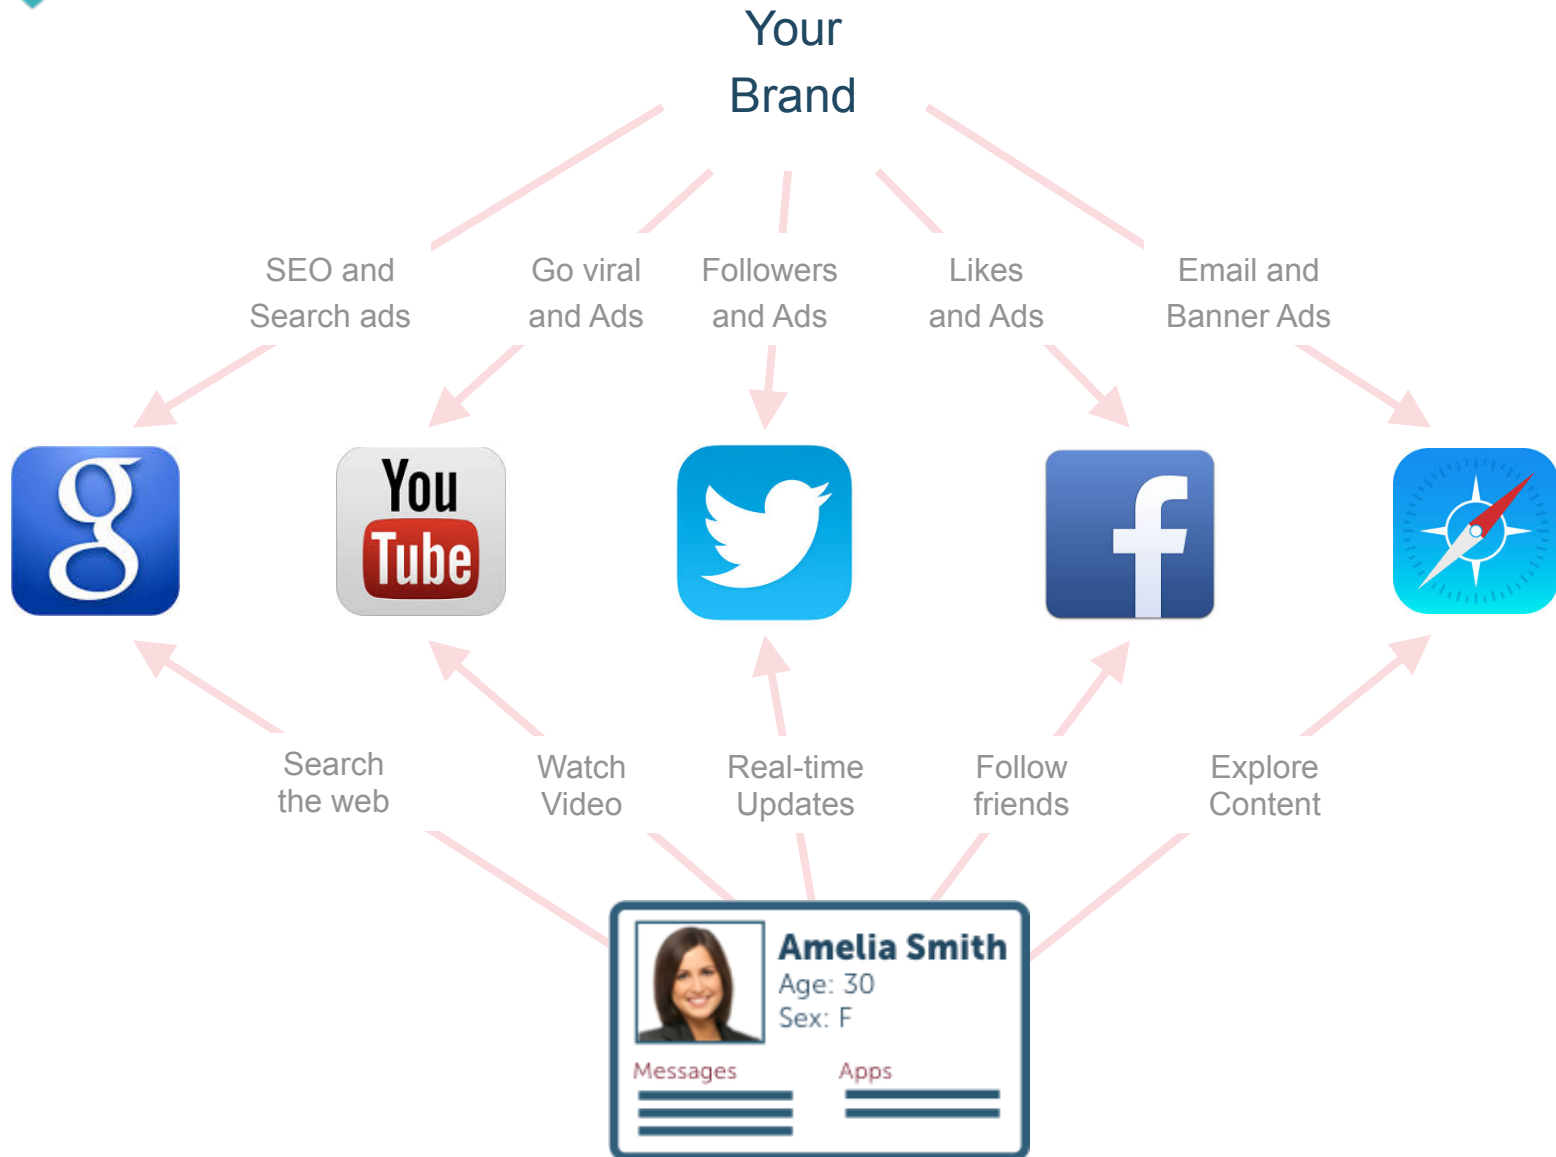 Your
Brand
SEO and
Search ads
Go viral
and Ads
Followers
and Ads
Likes
and Ads
Email and
Banner Ads
g
You
Tube
f
Search
the web
Watch
Video
Real-time
Updates
Follow
friends
Explore
Content
Amelia Smith
Age: 30
Sex: F
Messages
Apps